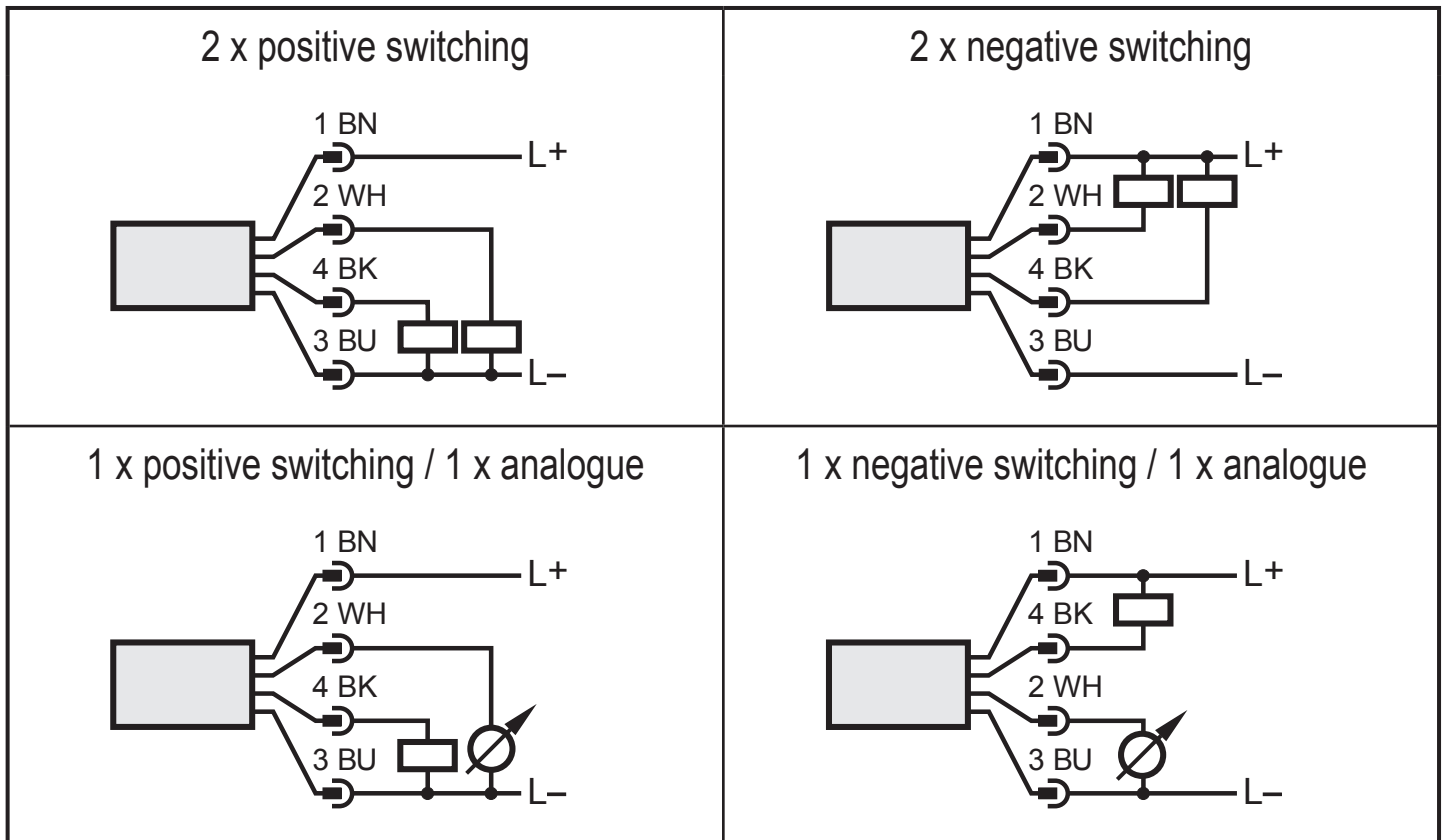 2 x positive switching
1 BN
L+
2 WH
4 BK
3 BU
L–
2 x negative switching
1 BN
L+
2 WH
4 BK
3 BU
L–
1 x positive switching / 1 x analogue
1 BN
L+
2 WH
4 BK
3 BU
L–
1 x negative switching / 1 x analogue
1 BN
L+
4 BK
2 WH
3 BU
L–